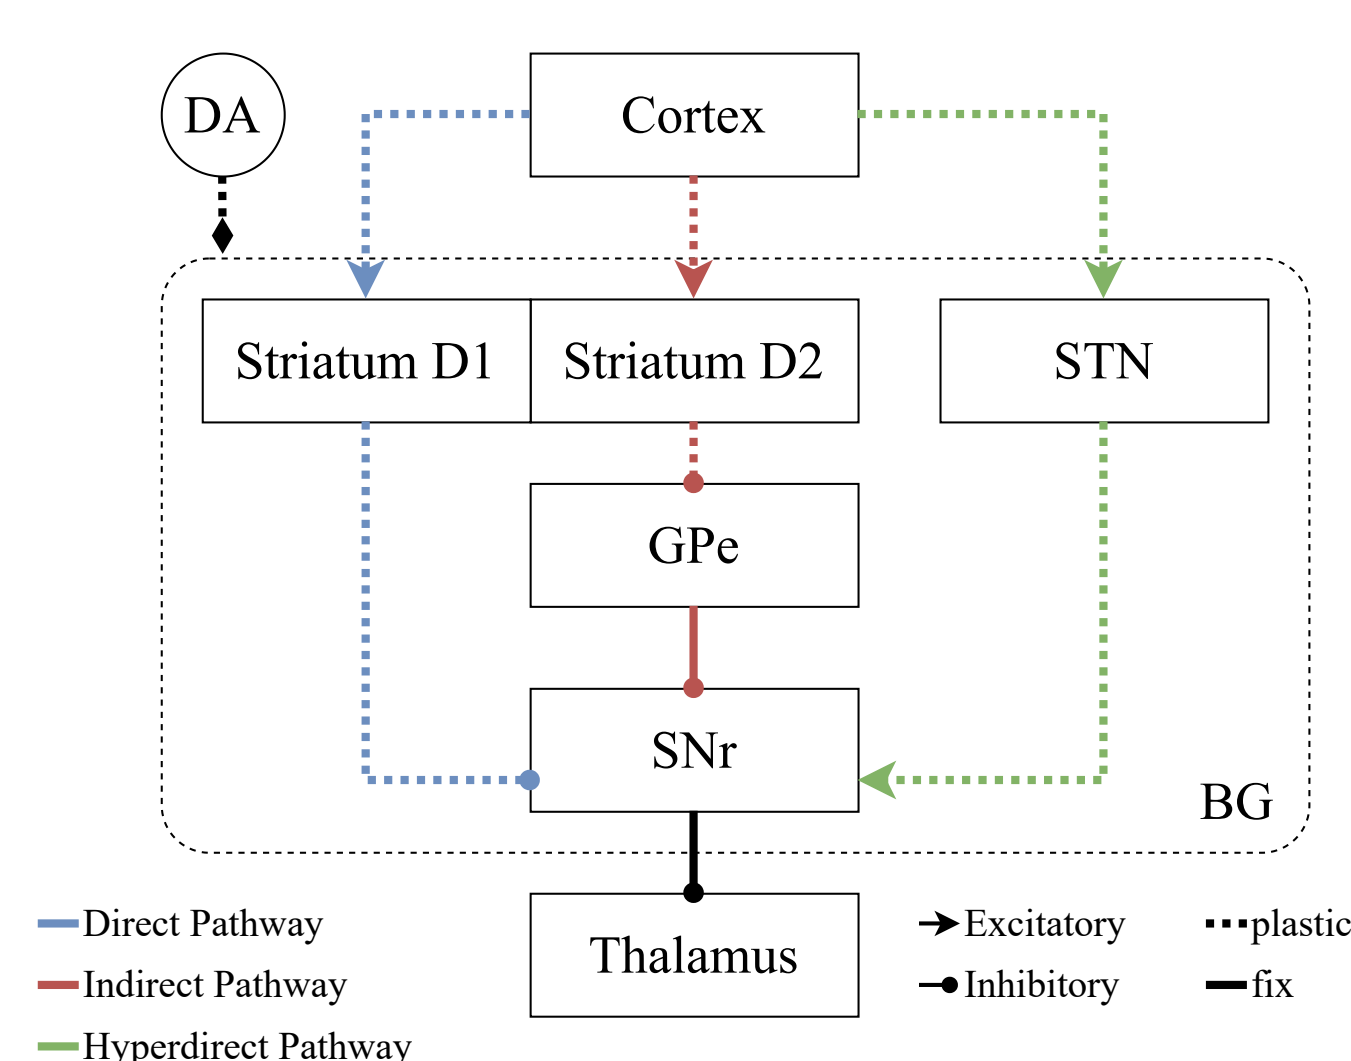 DA
Cortex
Striatum D1
Striatum D2
STN
GPe
SNr
BG
Thalamus
Direct Pathway
Indirect Pathway
Hyperdirect Pathway
Excitatory
Inhibitory
plastic
fix